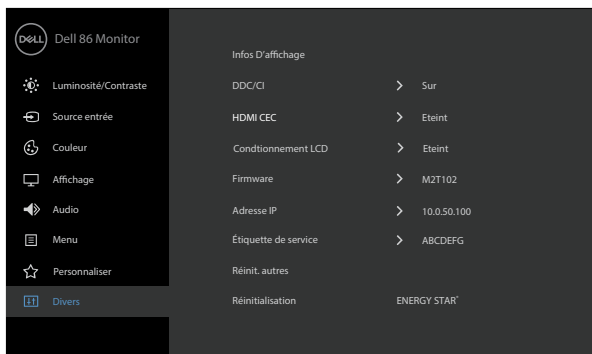 DELL Dell 86 Monitor
Infos D'affichage
Luminosité/Contraste DDC/CI > Sur
Source entrée HDMI CEC > Eteint
Couleur Condtionnement LCD > Eteint
Affichage Firmware > M2T102
Audio Adresse IP > 10.0.50.100
Menu Étiquette de service > ABCDEFG
Personnaliser Réinit. autres
Divers Réinitialisation ENERGY STAR®